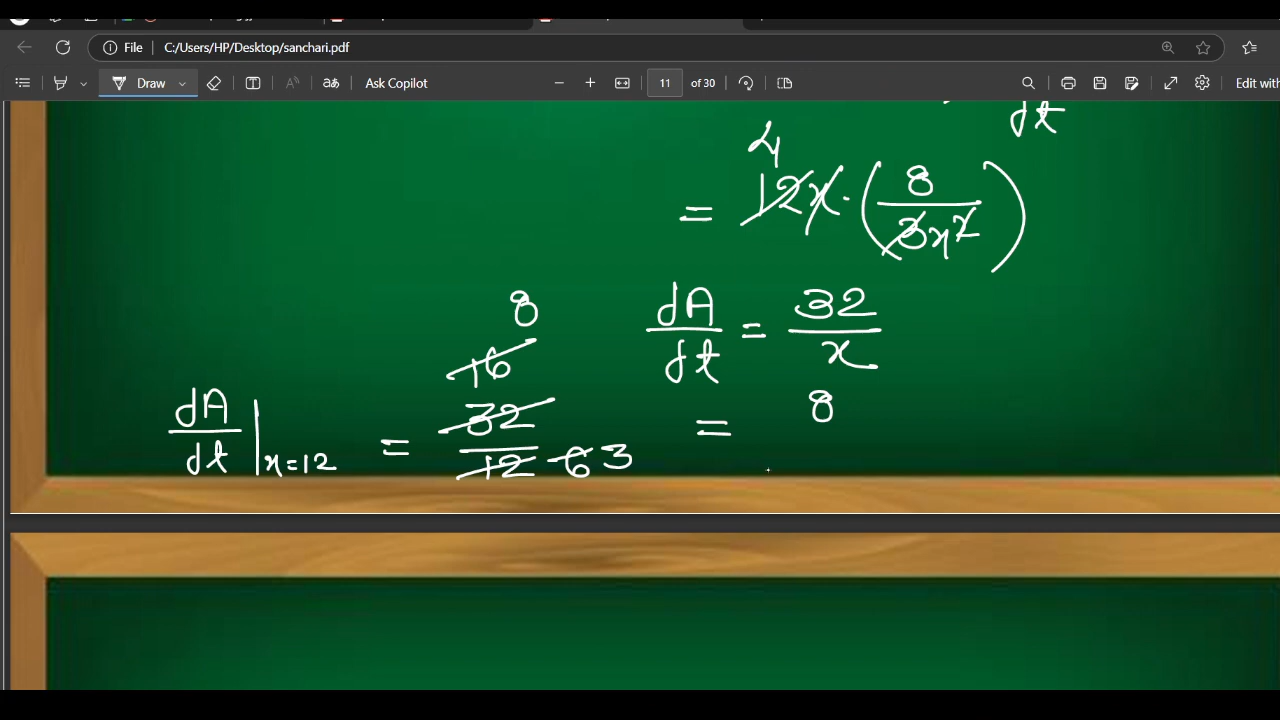 File | C:/Users/HP/Desktop/sanchari.pdf
Draw Ask Copilot 11 of 30 Edit with
dt
4
= 12x · (8/3x²)
dA/dt = 32/x
8
16
dA/dt |x=12 = 32/12 6 3 = 8